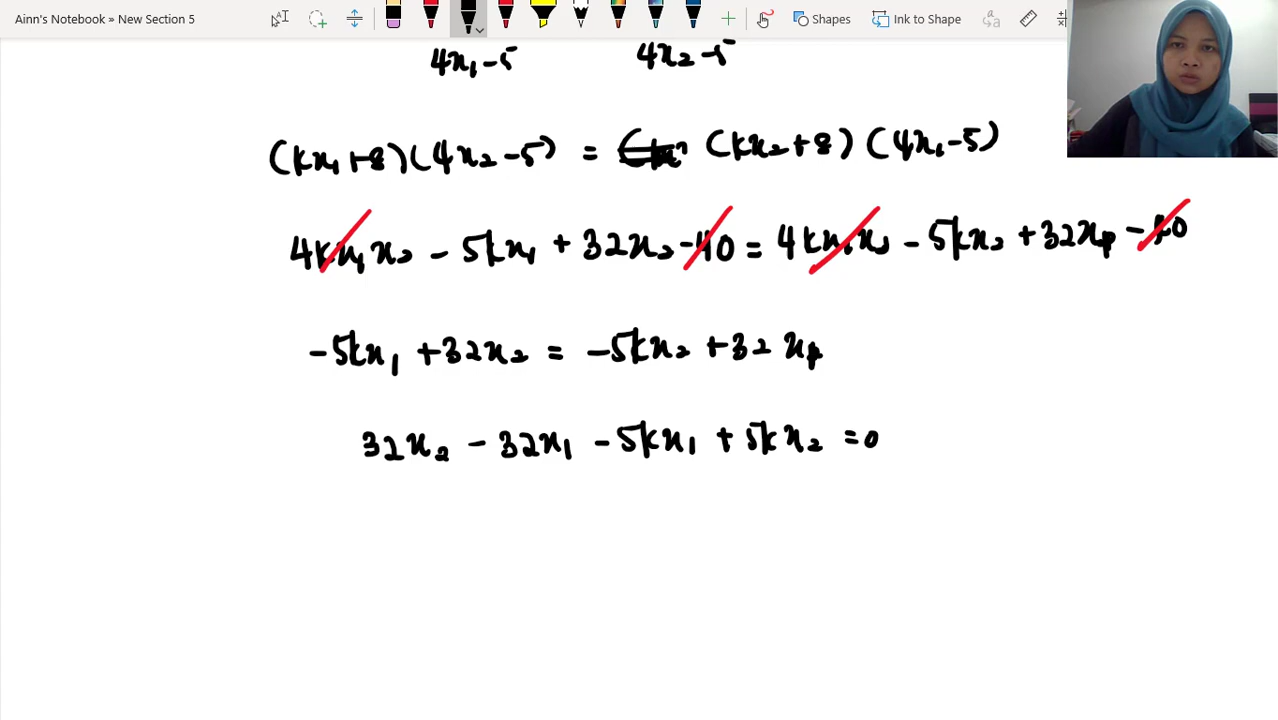 Ainn's Notebook » New Section 5
Shapes
Ink to Shape
4x₁-5 4x₂-5
(kx₁+8)(4x₂-5) = (kx₂+8)(4x₁-5)
4kx₁x₂ - 5kx₁ + 32x₂ - 40 = 4kx₁x₂ - 5kx₂ + 32x₁ - 40
-5kx₁ + 32x₂ = -5kx₂ + 32x₁
32x₂ - 32x₁ - 5kx₁ + 5kx₂ = 0